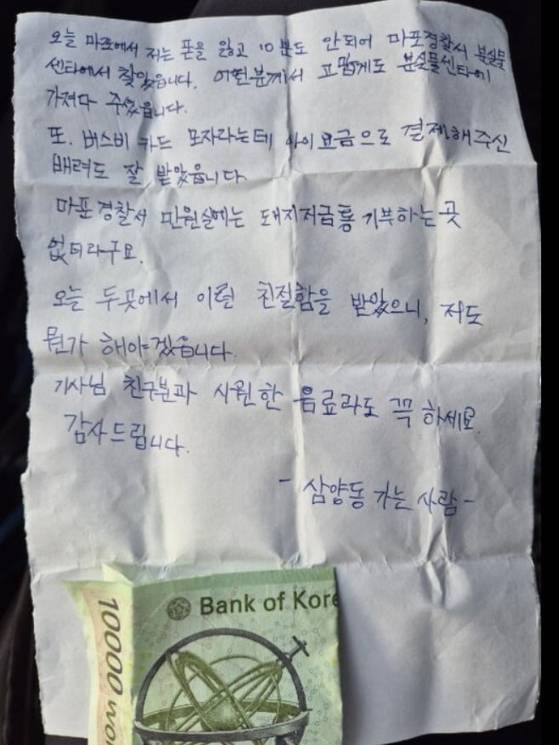 오늘 마포에서 저는 폰을 잃고 10분도 안되어 마포경찰서 분실물
센타에서 찾았습니다. 어떤분께서 고맙게도 분실물센타에
가져다 주었습니다.
또. 버스비 카드 모자라는데 아이요금으로 결제해주신
배려도 잘 받았읍니다
마포경찰서 민원실에는 돼지저금통 기부하는 곳
없더라구요.
오늘 두곳에서 이런 친절함을 받았으니, 저도
뭔가 해야겠읍니다.
기사님 친구분과 시원한 음료라도 꼭 하세요.
감사드립니다.
- 삼양동 가는 사람 -
Bank of Kore
10000 won